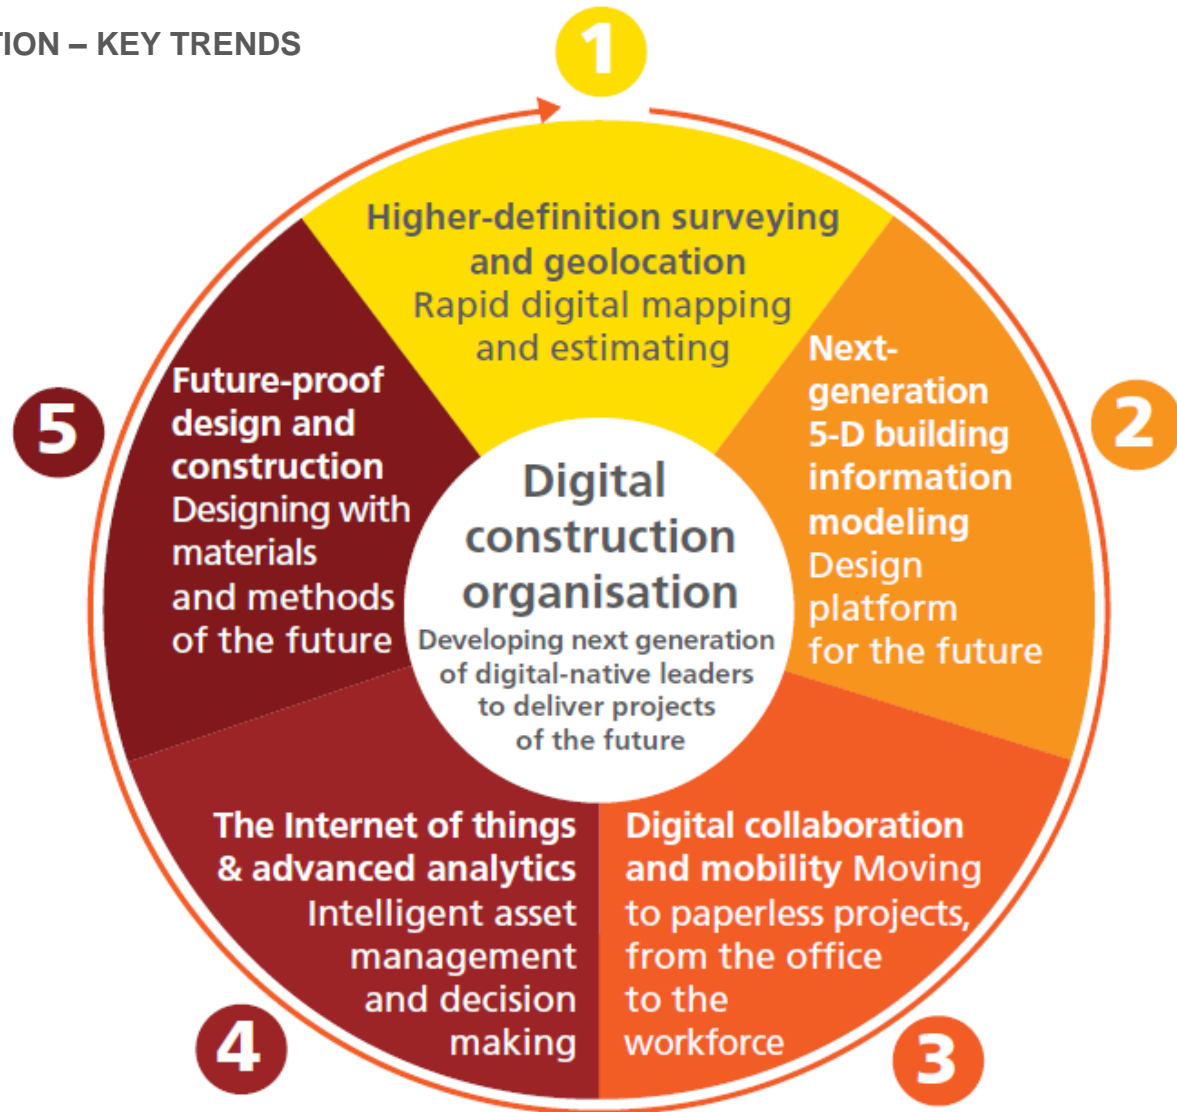 TION – KEY TRENDS
1
Higher-definition surveying
and geolocation
Rapid digital mapping
and estimating
2
Next-
generation
5-D building
information
modeling
Design
platform
for the future
3
Digital collaboration
and mobility Moving
to paperless projects,
from the office
to the
workforce
4
The Internet of things
& advanced analytics
Intelligent asset
management
and decision
making
5
Future-proof
design and
construction
Designing with
materials
and methods
of the future
Digital
construction
organisation
Developing next generation
of digital-native leaders
to deliver projects
of the future